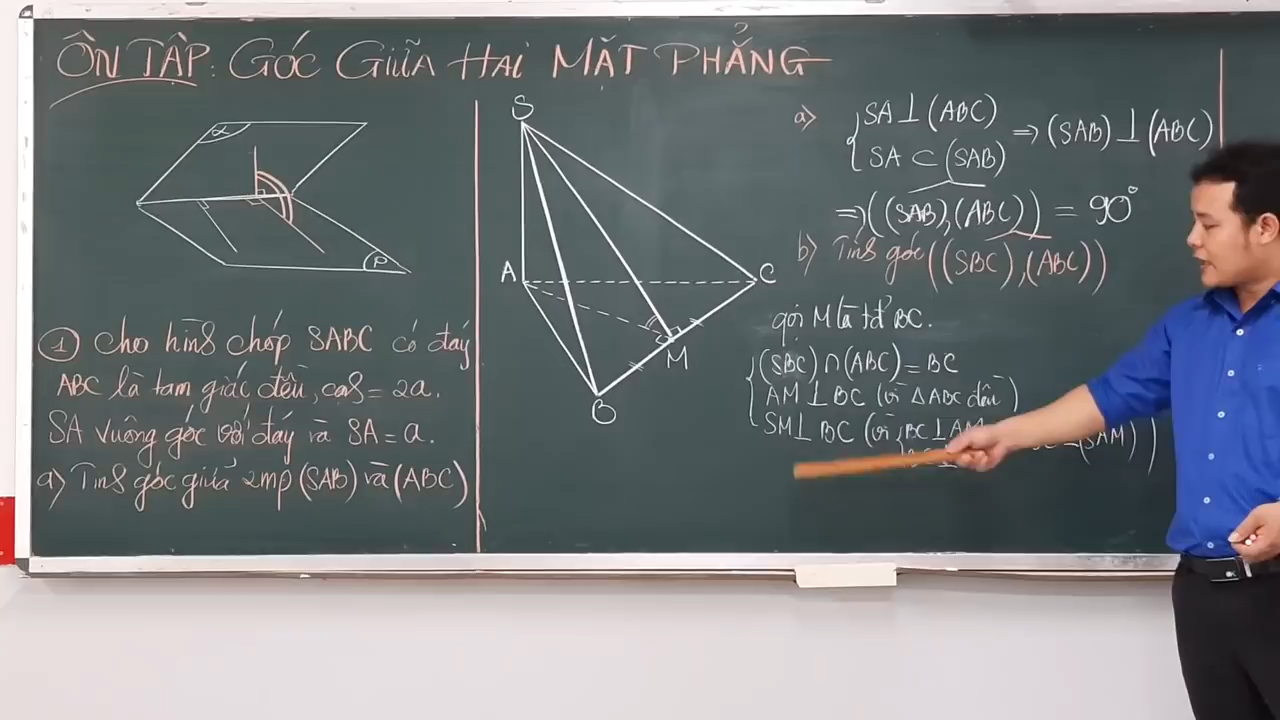 ÔN TẬP: GÓC GIỮA HAI MẶT PHẲNG
α
P
① Cho hình chóp SABC có đáy
ABC là tam giác đều, cạnh = 2a.
SA vuông góc với đáy và SA = a.
a) Tính góc giữa 2mp (SAB) và (ABC)
S
A
C
M
B
a) { SA ⊥ (ABC)
SA ⊂ (SAB) ⇒ (SAB) ⊥ (ABC)
⇒ ((SAB), (ABC)) = 90°
b) Tính góc ((SBC), (ABC))
gọi M là tđ BC.
{ (SBC) ∩ (ABC) = BC
AM ⊥ BC (vì ΔABC đều)
SM ⊥ BC (vì { BC ⊥ AM (SAM))